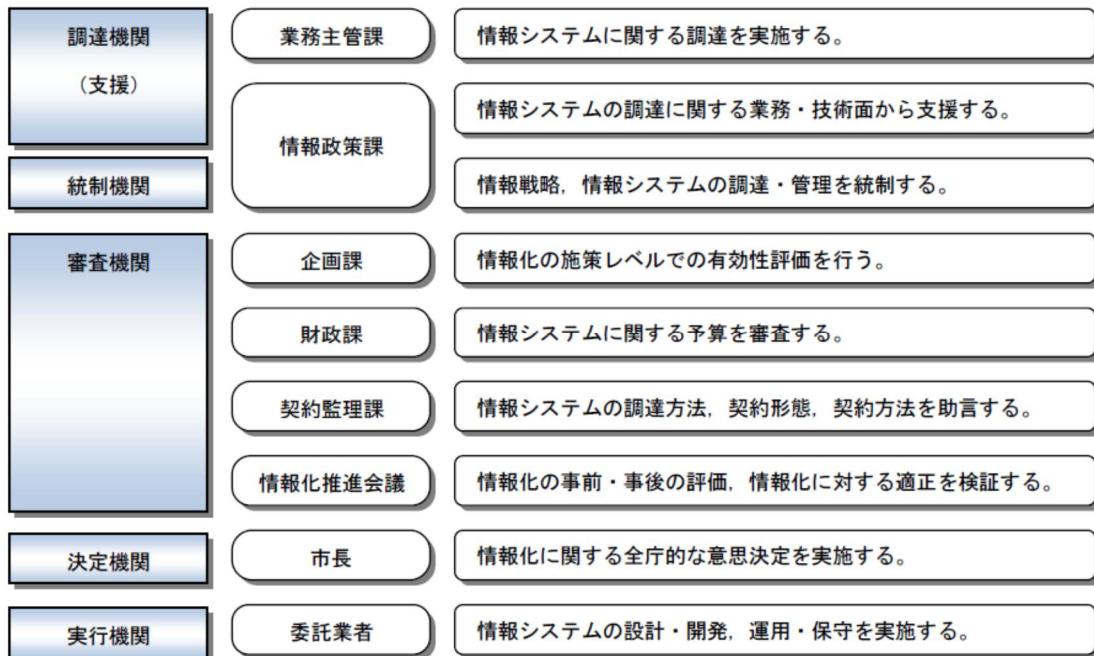 調達機関
（支援）
業務主管課
情報システムに関する調達を実施する。
情報政策課
情報システムの調達に関する業務・技術面から支援する。
統制機関
情報戦略，情報システムの調達・管理を統制する。
審査機関
企画課
情報化の施策レベルでの有効性評価を行う。
財政課
情報システムに関する予算を審査する。
契約監理課
情報システムの調達方法，契約形態，契約方法を助言する。
情報化推進会議
情報化の事前・事後の評価，情報化に対する適正を検証する。
決定機関
市長
情報化に関する全庁的な意思決定を実施する。
実行機関
委託業者
情報システムの設計・開発，運用・保守を実施する。